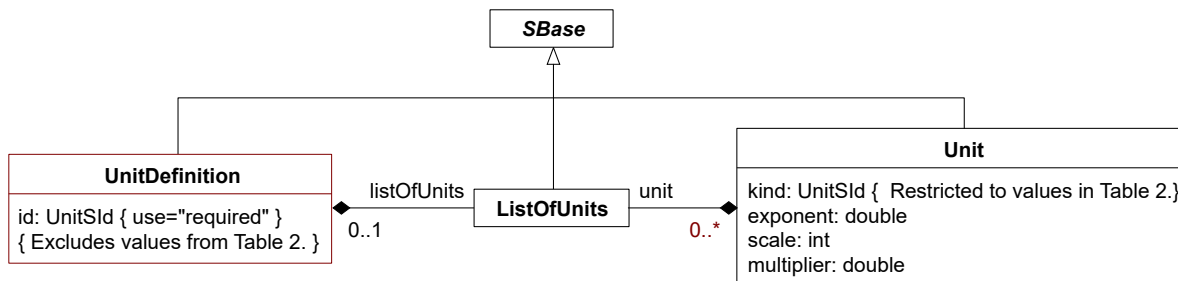 SBase
UnitDefinition
id: UnitSId { use="required" }
{ Excludes values from Table 2. }
listOfUnits
0..1
ListOfUnits
unit
0..*
Unit
kind: UnitSId {  Restricted to values in Table 2.}
exponent: double
scale: int
multiplier: double